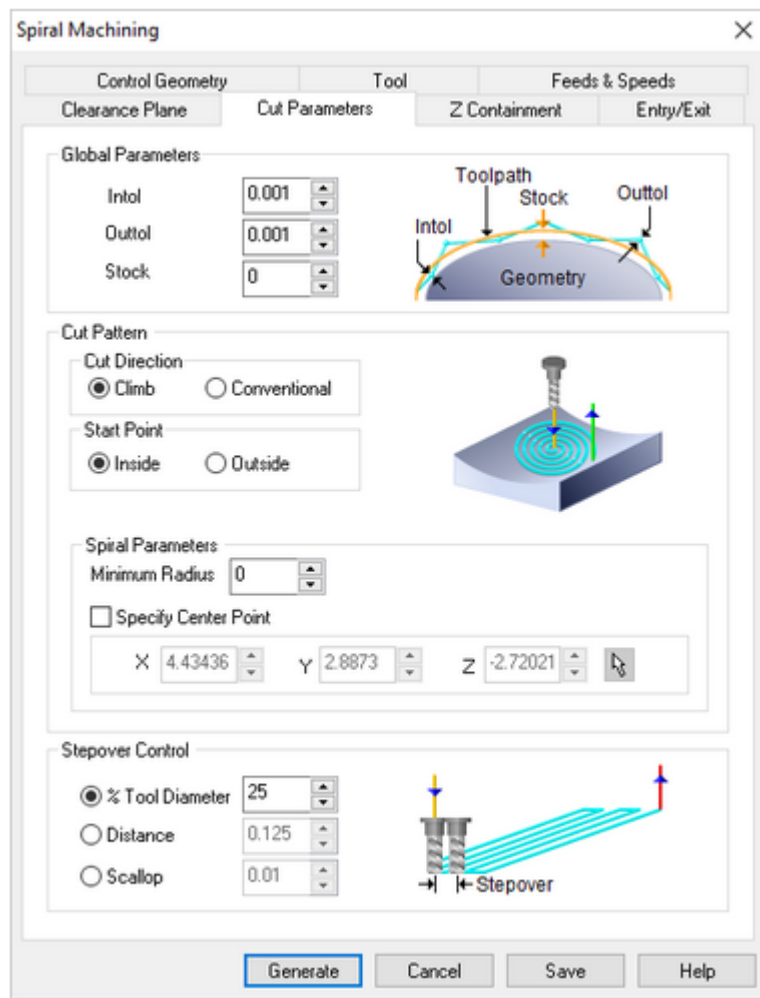 Spiral Machining
Control Geometry Tool Feeds & Speeds
Clearance Plane Cut Parameters Z Containment Entry/Exit
Global Parameters
Intol 0.001
Outtol 0.001
Stock 0
Toolpath
Stock
Outtol
Intol
Geometry
Cut Pattern
Cut Direction
Climb Conventional
Start Point
Inside Outside
Spiral Parameters
Minimum Radius 0
Specify Center Point
X 4.43436 Y 2.8873 Z -2.72021
Stepover Control
% Tool Diameter 25
Distance 0.125
Scallop 0.01
Stepover
Generate Cancel Save Help